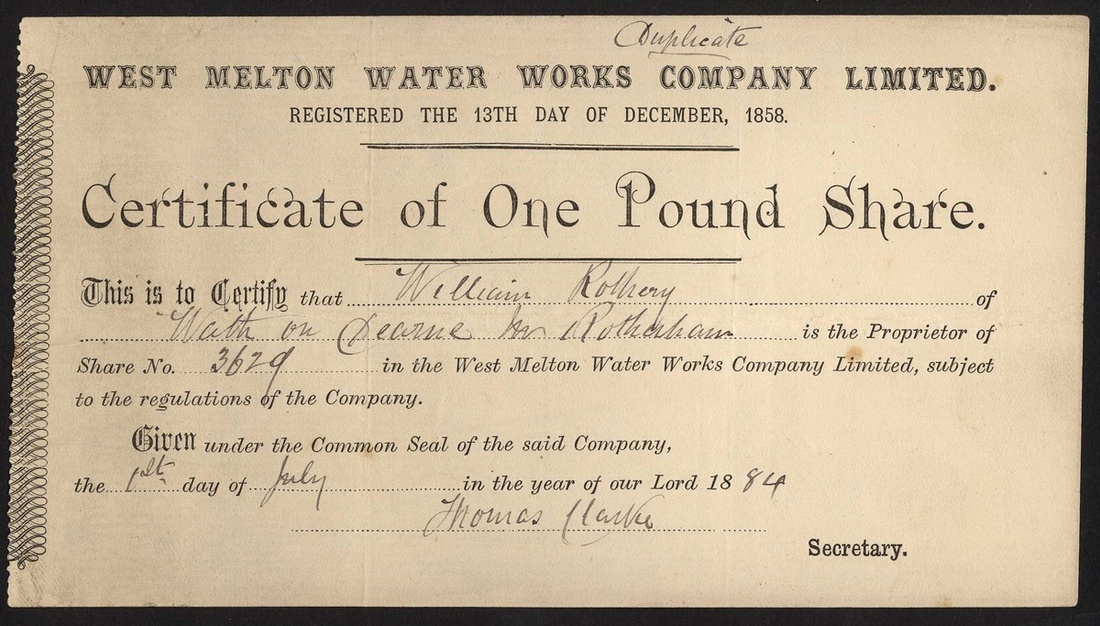 Duplicate
WEST MELTON WATER WORKS COMPANY LIMITED.
REGISTERED THE 13TH DAY OF DECEMBER, 1858.
Certificate of One Pound Share.
This is to Certify that William Rothery of
Wath on Dearne Nr Rotherham is the Proprietor of
Share No. 3629 in the West Melton Water Works Company Limited, subject
to the regulations of the Company.
Given under the Common Seal of the said Company,
the 1st day of July in the year of our Lord 1884
Thomas Clarke
Secretary.